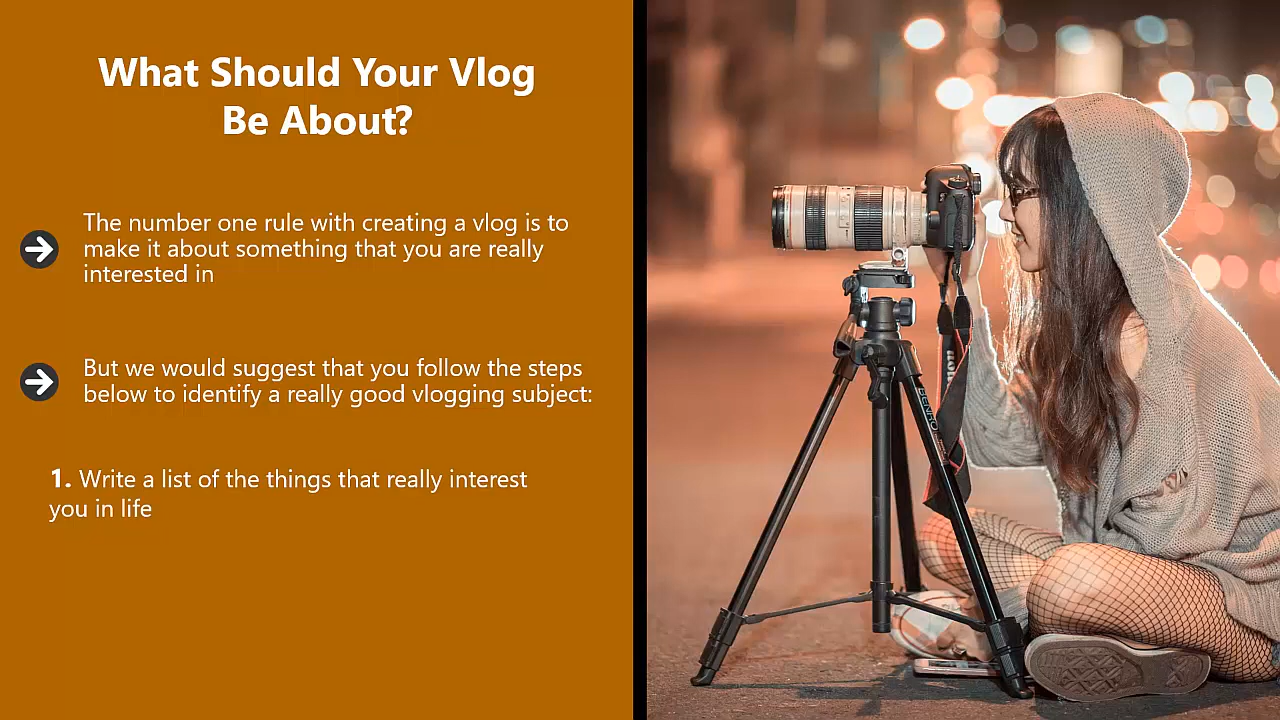 What Should Your Vlog
Be About?
The number one rule with creating a vlog is to
make it about something that you are really
interested in
But we would suggest that you follow the steps
below to identify a really good vlogging subject:
1. Write a list of the things that really interest
you in life
Canon
BENRO